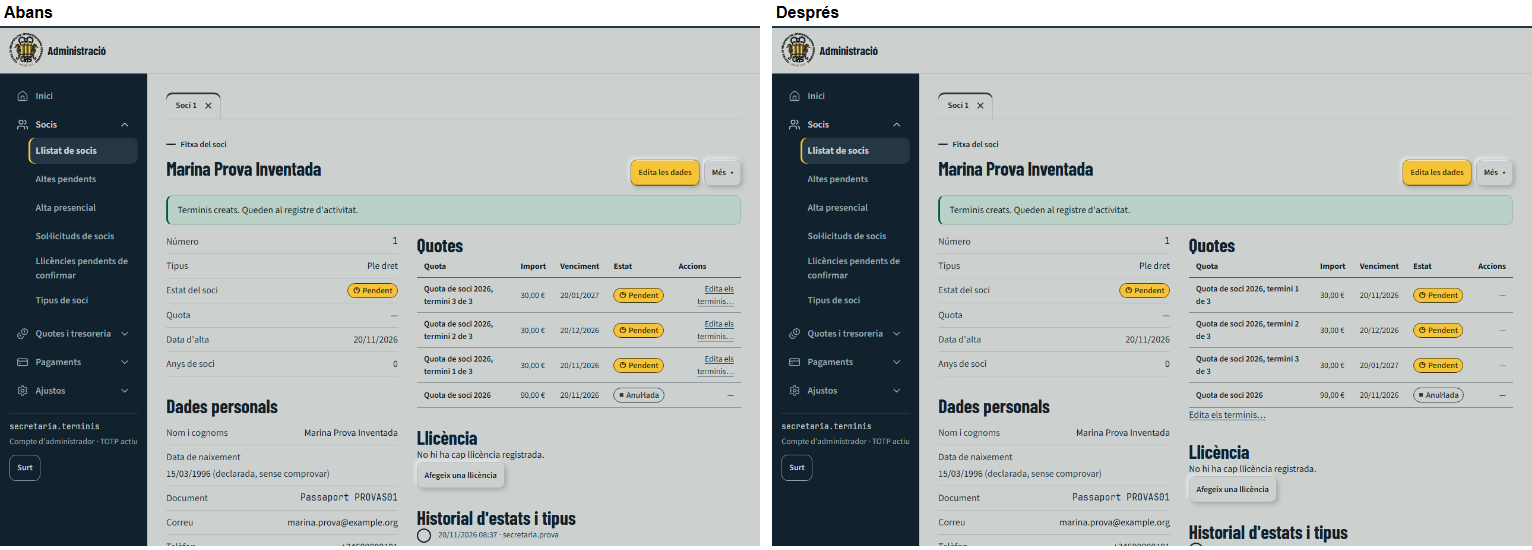 Abans
Administració
Inici
Socis
Llistat de socis
Altes pendents
Alta presencial
Sol·licituds de socis
Llicències pendents de
confirmar
Tipus de soci
Quotes i tresoreria
Pagaments
Ajustos
secretaria.terminis
Compte d'administrador · TOTP actiu
Surt
Soci 1 ✕
Fitxa del soci
Marina Prova Inventada
Edita les dades
Més
Terminis creats. Queden al registre d'activitat.
Número 1
Tipus Ple dret
Estat del soci Pendent
Quota —
Data d'alta 20/11/2026
Anys de soci 0
Dades personals
Nom i cognoms Marina Prova Inventada
Data de naixement
15/03/1996 (declarada, sense comprovar)
Document Passaport PROVAS01
Correu marina.prova@example.org
Quotes
Quota Import Venciment Estat Accions
Quota de soci 2026, termini 3 de 3 30,00 € 20/01/2027 Pendent Edita els terminis…
Quota de soci 2026, termini 2 de 3 30,00 € 20/12/2026 Pendent Edita els terminis…
Quota de soci 2026, termini 1 de 3 30,00 € 20/11/2026 Pendent Edita els terminis…
Quota de soci 2026 90,00 € 20/11/2026 Anul·lada —
Llicència
No hi ha cap llicència registrada.
Afegeix una llicència
Historial d'estats i tipus
20/11/2026 08:37 · secretaria.prova
Després
Administració
Inici
Socis
Llistat de socis
Altes pendents
Alta presencial
Sol·licituds de socis
Llicències pendents de
confirmar
Tipus de soci
Quotes i tresoreria
Pagaments
Ajustos
secretaria.terminis
Compte d'administrador · TOTP actiu
Surt
Soci 1 ✕
Fitxa del soci
Marina Prova Inventada
Edita les dades
Més
Terminis creats. Queden al registre d'activitat.
Número 1
Tipus Ple dret
Estat del soci Pendent
Quota —
Data d'alta 20/11/2026
Anys de soci 0
Dades personals
Nom i cognoms Marina Prova Inventada
Data de naixement
15/03/1996 (declarada, sense comprovar)
Document Passaport PROVAS01
Correu marina.prova@example.org
Quotes
Quota Import Venciment Estat Accions
Quota de soci 2026, termini 1 de 3 30,00 € 20/11/2026 Pendent —
Quota de soci 2026, termini 2 de 3 30,00 € 20/12/2026 Pendent —
Quota de soci 2026, termini 3 de 3 30,00 € 20/01/2027 Pendent —
Quota de soci 2026 90,00 € 20/11/2026 Anul·lada —
Edita els terminis…
Llicència
No hi ha cap llicència registrada.
Afegeix una llicència
Historial d'estats i tipus